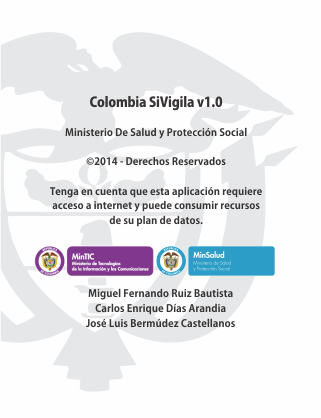 Colombia SiVigila v1.0
Ministerio De Salud y Protección Social
©2014 - Derechos Reservados
Tenga en cuenta que esta aplicación requiere
acceso a internet y puede consumir recursos
de su plan de datos.
MinTIC
Ministerio de Tecnologías
de la Información y las Comunicaciones
MinSalud
Ministerio de Salud
y Protección Social
Miguel Fernando Ruiz Bautista
Carlos Enrique Días Arandia
José Luis Bermúdez Castellanos